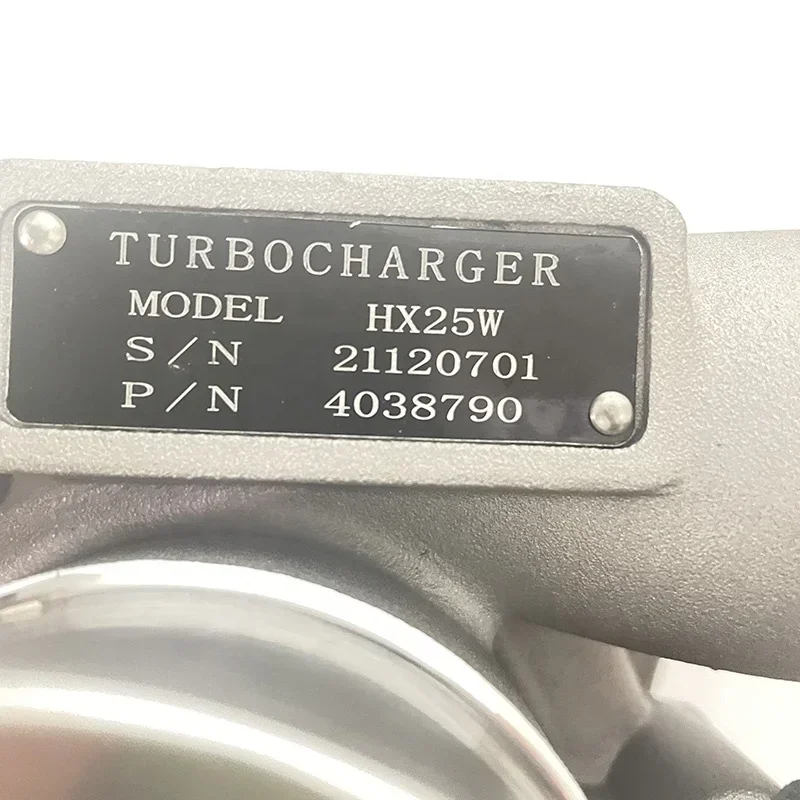 TURBOCHARGER
MODEL HX25W
S/N 21120701
P/N 4038790